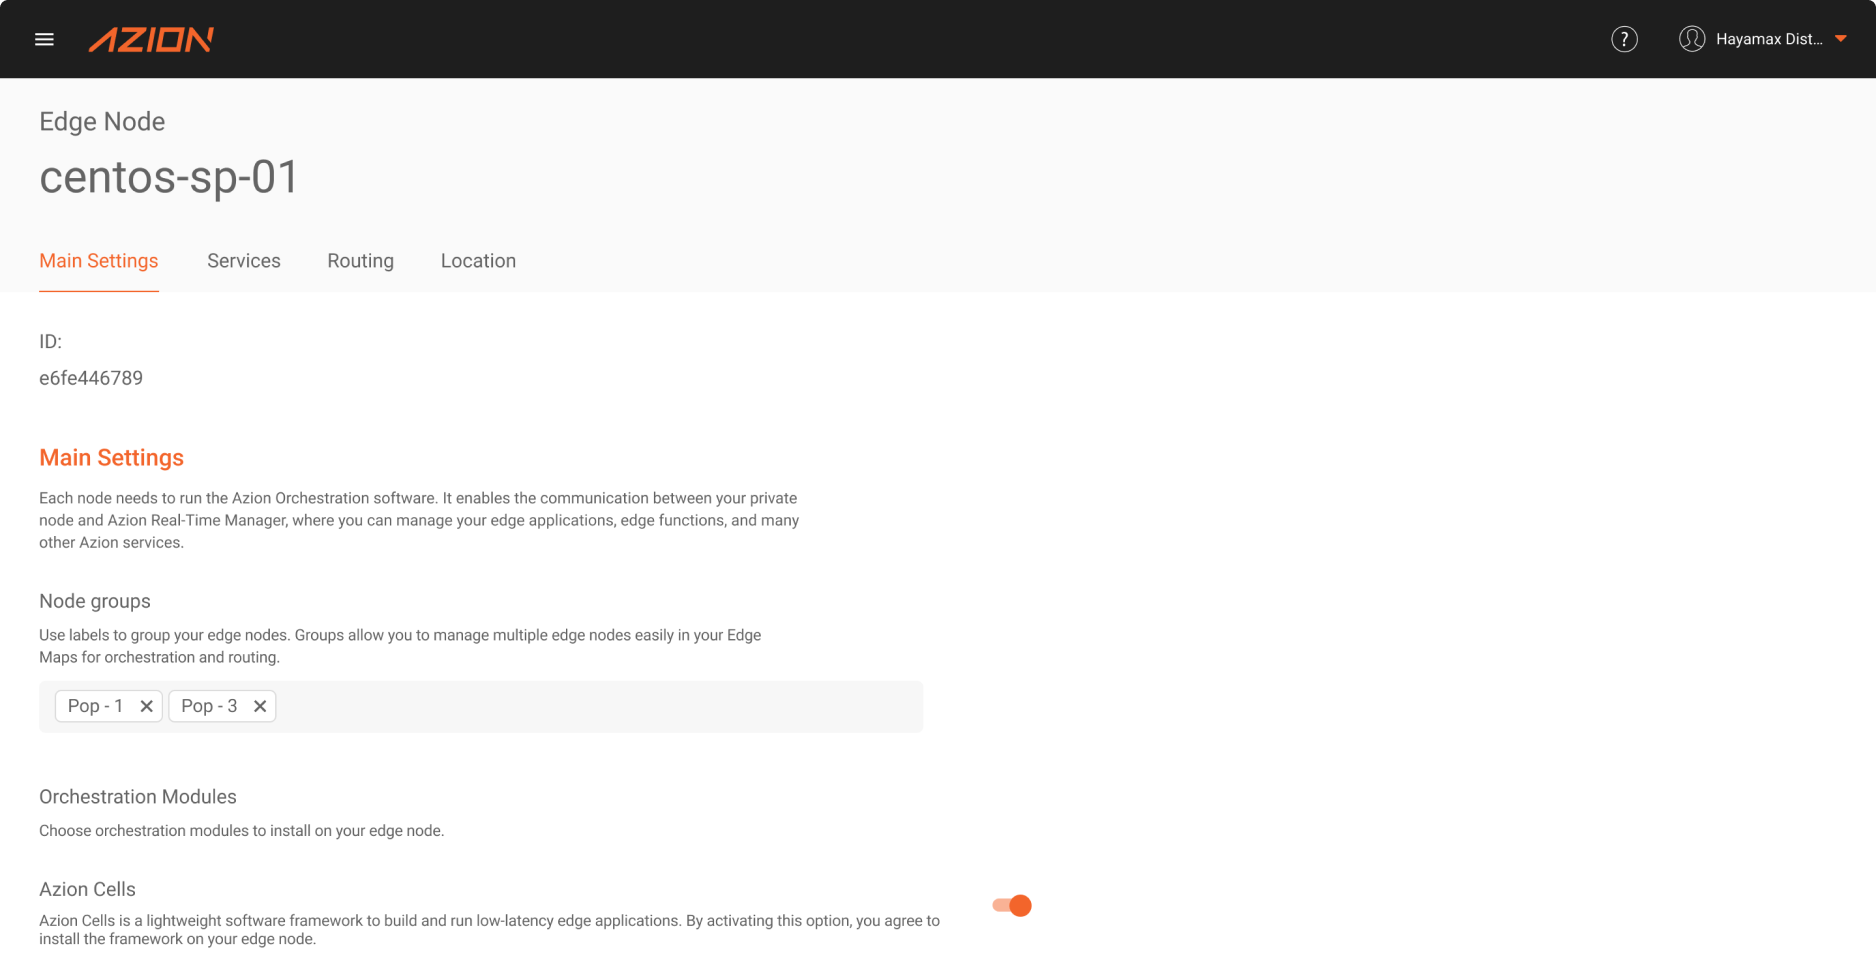 AZION
? Hayamax Dist...
Edge Node
centos-sp-01
Main Settings Services Routing Location
ID:
e6fe446789
Main Settings
Each node needs to run the Azion Orchestration software. It enables the communication between your private
node and Azion Real-Time Manager, where you can manage your edge applications, edge functions, and many
other Azion services.
Node groups
Use labels to group your edge nodes. Groups allow you to manage multiple edge nodes easily in your Edge
Maps for orchestration and routing.
Pop - 1 Pop - 3
Orchestration Modules
Choose orchestration modules to install on your edge node.
Azion Cells
Azion Cells is a lightweight software framework to build and run low-latency edge applications. By activating this option, you agree to
install the framework on your edge node.